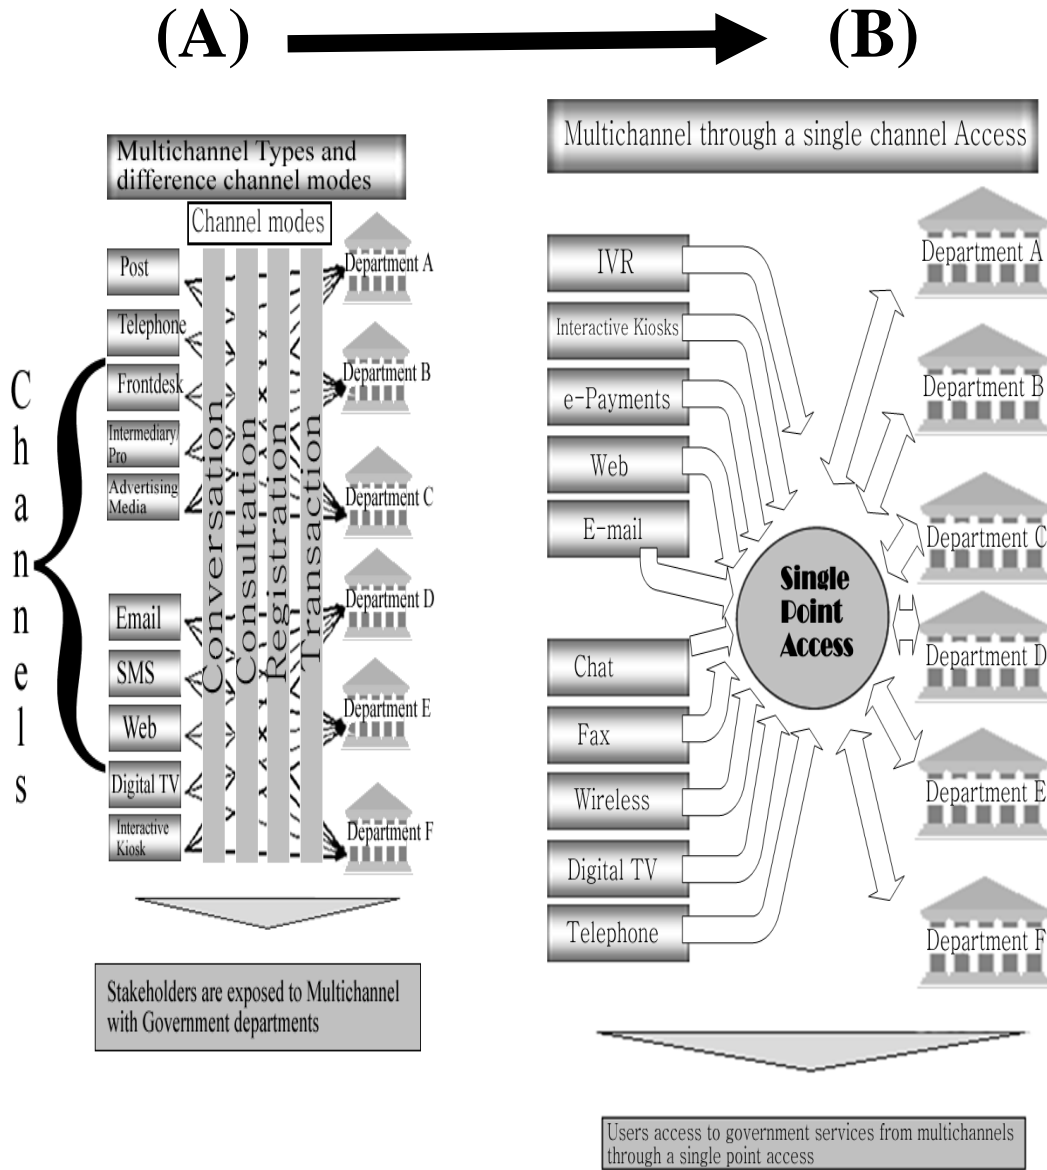 (A)
(B)
Multichannel Types and
difference channel modes
Channel modes
Channels
Post
Telephone
Frontdesk
Intermediary/
Pro
Advertising
Media
Email
SMS
Web
Digital TV
Interactive
Kiosk
Conversation
Consultation
Registration
Transaction
Department A
Department B
Department C
Department D
Department E
Department F
Stakeholders are exposed to Multichannel
with Government departments
Multichannel through a single channel Access
IVR
Interactive Kiosks
e-Payments
Web
E-mail
Chat
Fax
Wireless
Digital TV
Telephone
Single
Point
Access
Department A
Department B
Department C
Department D
Department E
Department F
Users access to government services from multichannels
through a single point access